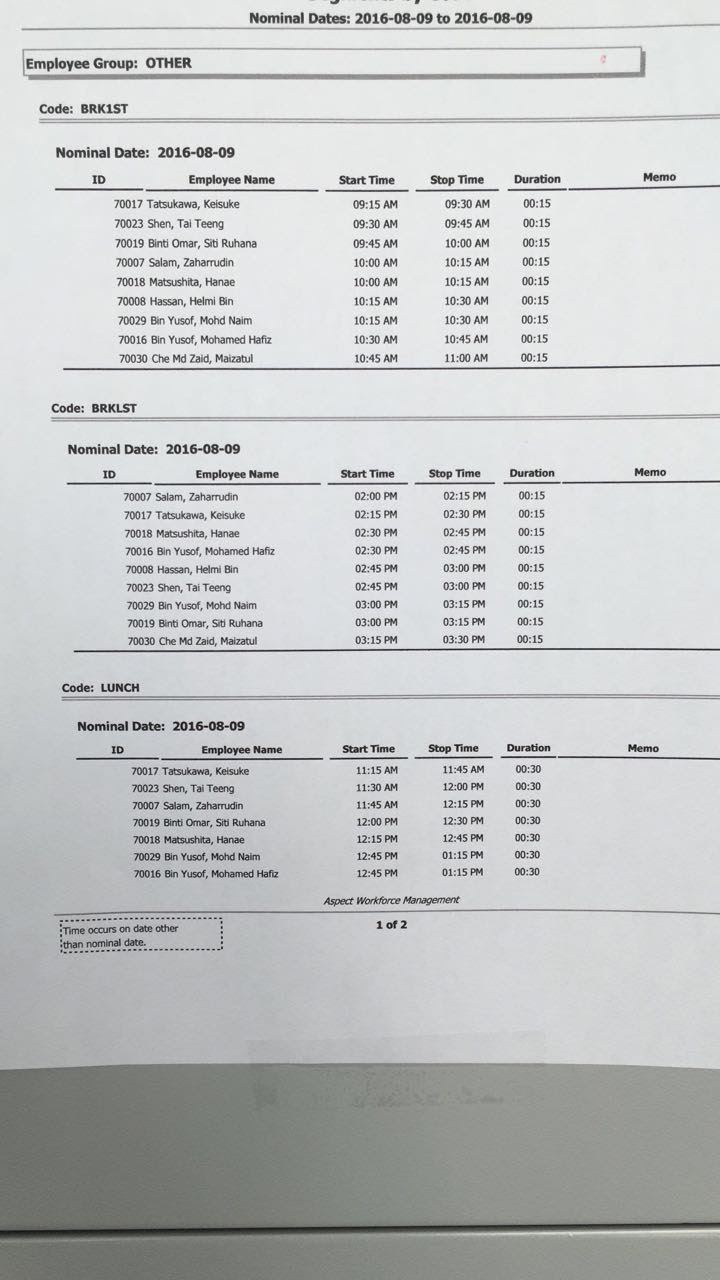 Nominal Dates: 2016-08-09 to 2016-08-09
Employee Group: OTHER
Code: BRK1ST
Nominal Date: 2016-08-09
ID Employee Name Start Time Stop Time Duration Memo
70017 Tatsukawa, Keisuke 09:15 AM 09:30 AM 00:15
70023 Shen, Tai Teeng 09:30 AM 09:45 AM 00:15
70019 Binti Omar, Siti Ruhana 09:45 AM 10:00 AM 00:15
70007 Salam, Zaharrudin 10:00 AM 10:15 AM 00:15
70018 Matsushita, Hanae 10:00 AM 10:15 AM 00:15
70008 Hassan, Helmi Bin 10:15 AM 10:30 AM 00:15
70029 Bin Yusof, Mohd Naim 10:15 AM 10:30 AM 00:15
70016 Bin Yusof, Mohamed Hafiz 10:30 AM 10:45 AM 00:15
70030 Che Md Zaid, Maizatul 10:45 AM 11:00 AM 00:15
Code: BRKLST
Nominal Date: 2016-08-09
ID Employee Name Start Time Stop Time Duration Memo
70007 Salam, Zaharrudin 02:00 PM 02:15 PM 00:15
70017 Tatsukawa, Keisuke 02:15 PM 02:30 PM 00:15
70018 Matsushita, Hanae 02:30 PM 02:45 PM 00:15
70016 Bin Yusof, Mohamed Hafiz 02:30 PM 02:45 PM 00:15
70008 Hassan, Helmi Bin 02:45 PM 03:00 PM 00:15
70023 Shen, Tai Teeng 02:45 PM 03:00 PM 00:15
70029 Bin Yusof, Mohd Naim 03:00 PM 03:15 PM 00:15
70019 Binti Omar, Siti Ruhana 03:00 PM 03:15 PM 00:15
70030 Che Md Zaid, Maizatul 03:15 PM 03:30 PM 00:15
Code: LUNCH
Nominal Date: 2016-08-09
ID Employee Name Start Time Stop Time Duration Memo
70017 Tatsukawa, Keisuke 11:15 AM 11:45 AM 00:30
70023 Shen, Tai Teeng 11:30 AM 12:00 PM 00:30
70007 Salam, Zaharrudin 11:45 AM 12:15 PM 00:30
70019 Binti Omar, Siti Ruhana 12:00 PM 12:30 PM 00:30
70018 Matsushita, Hanae 12:15 PM 12:45 PM 00:30
70029 Bin Yusof, Mohd Naim 12:45 PM 01:15 PM 00:30
70016 Bin Yusof, Mohamed Hafiz 12:45 PM 01:15 PM 00:30
Aspect Workforce Management
1 of 2
Time occurs on date other
than nominal date.